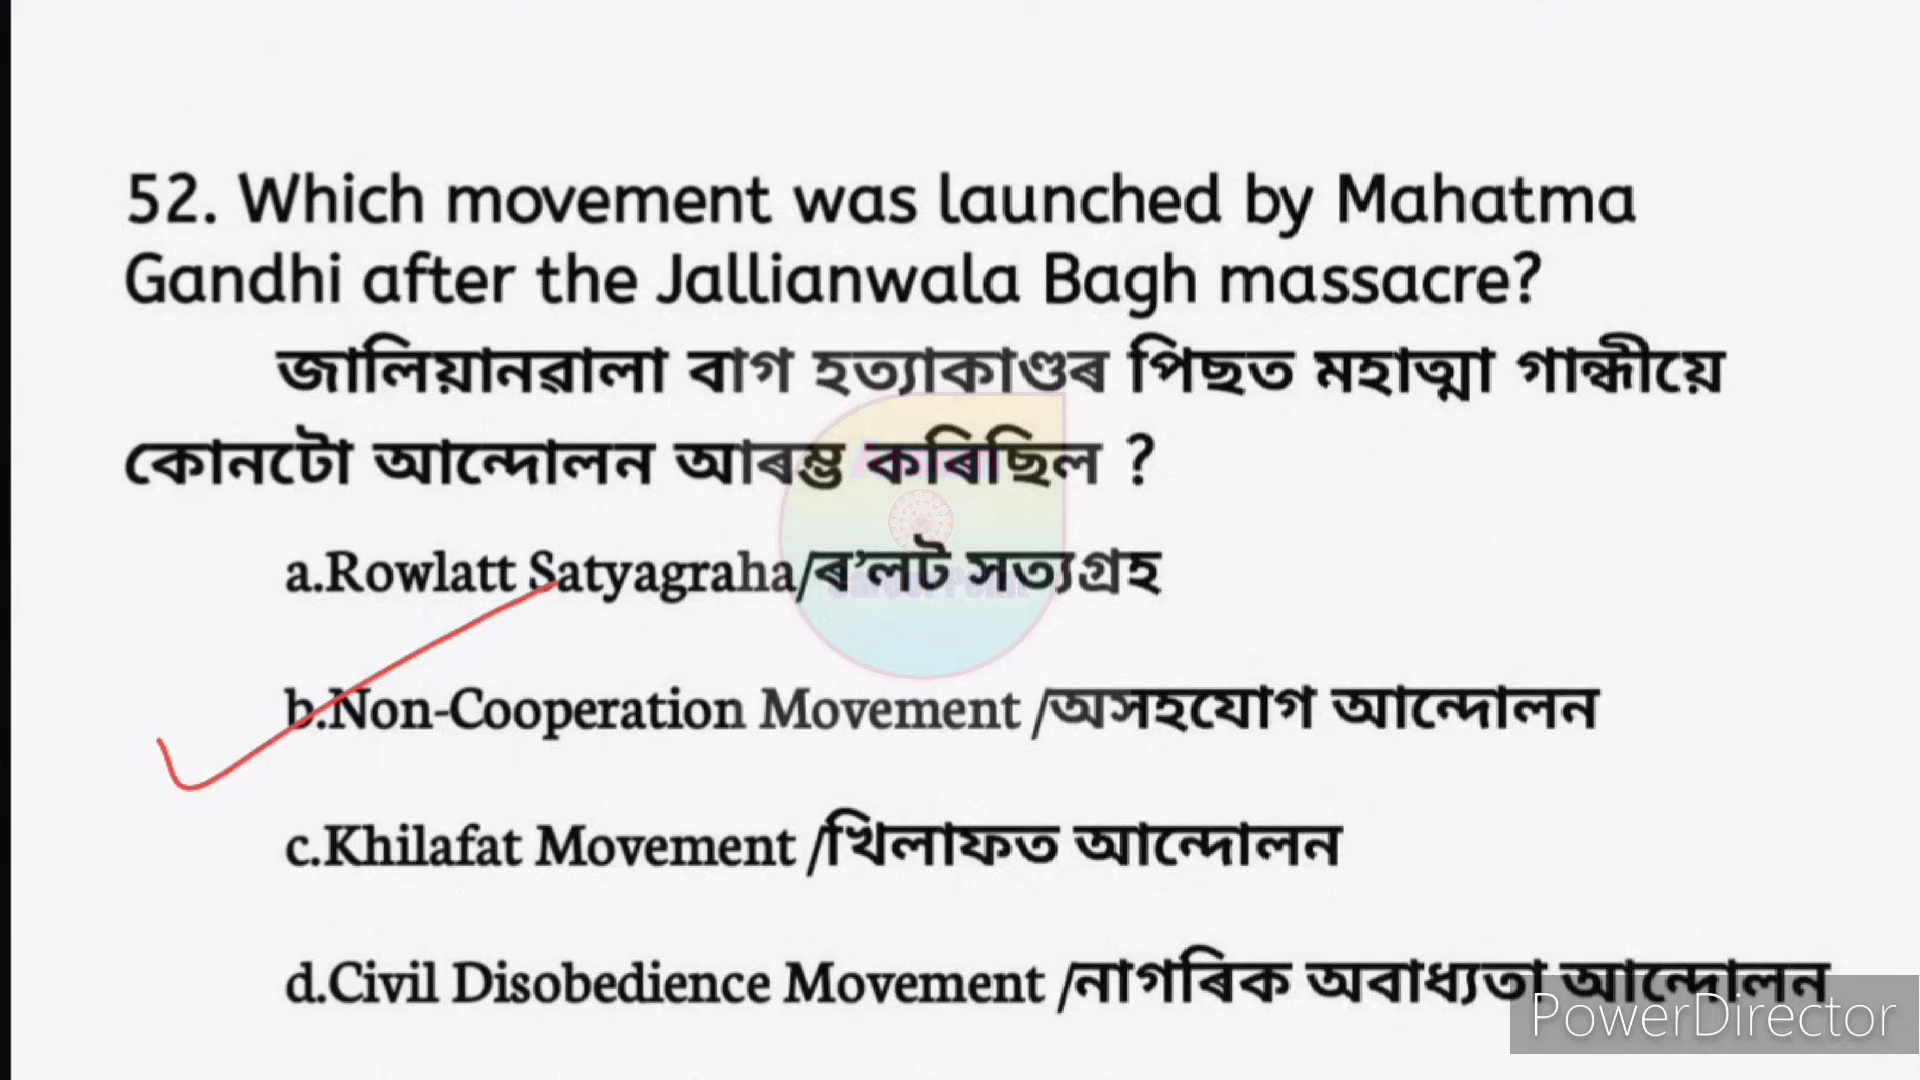 52. Which movement was launched by Mahatma
Gandhi after the Jallianwala Bagh massacre?
জালিয়ানৱালা বাগ হত্যাকাণ্ডৰ পিছত মহাত্মা গান্ধীয়ে
কোনটো আন্দোলন আৰম্ভ কৰিছিল ?
a.Rowlatt Satyagraha/ৰ’লট সত্যগ্ৰহ
b.Non-Cooperation Movement /অসহযোগ আন্দোলন
c.Khilafat Movement /খিলাফত আন্দোলন
d.Civil Disobedience Movement /নাগৰিক অবাধ্যতা আন্দোলন
PowerDirector